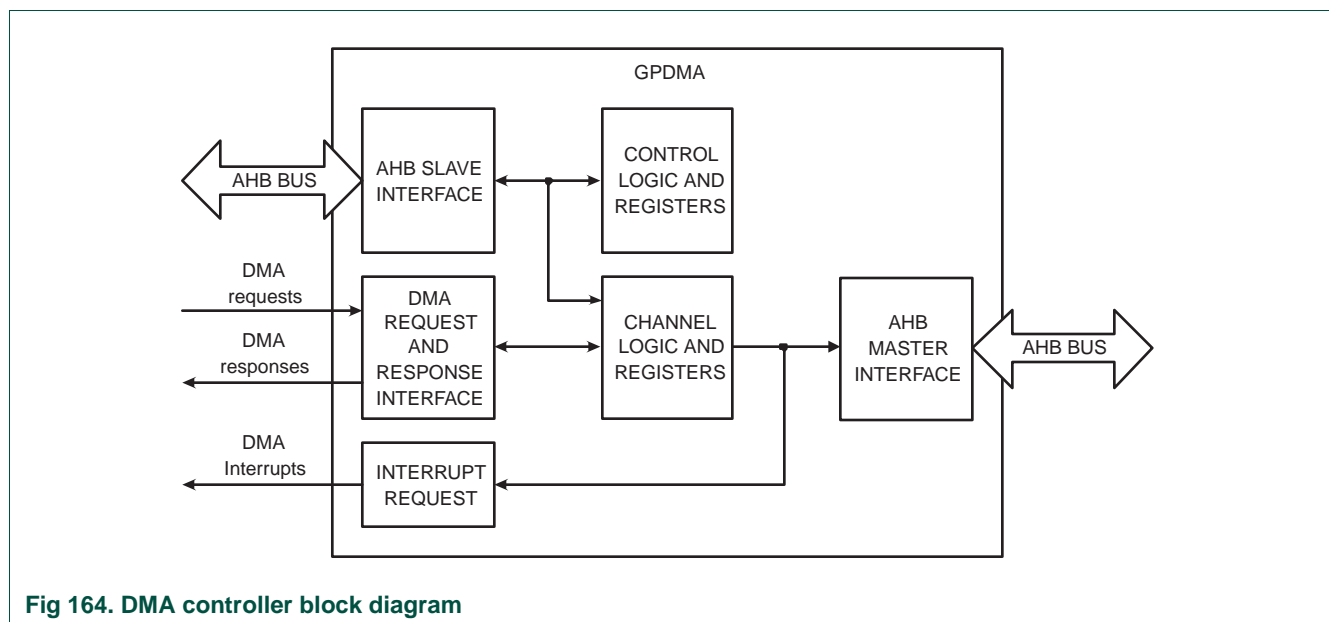 GPDMA
AHB BUS
AHB SLAVE
INTERFACE
CONTROL
LOGIC AND
REGISTERS
DMA
requests
DMA
responses
DMA
REQUEST
AND
RESPONSE
INTERFACE
CHANNEL
LOGIC AND
REGISTERS
AHB
MASTER
INTERFACE
AHB BUS
DMA
Interrupts
INTERRUPT
REQUEST
Fig 164. DMA controller block diagram